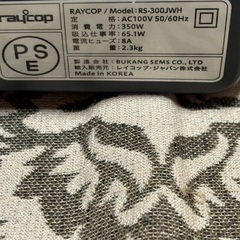 raycop
RAYCOP / Model: RS-300JWH
PS
E
定格:AC100V 50/60Hz
消費電力:350W
吸込仕事率:65.1W
電流ヒューズ:8A
質量:2.3kg
製造業者:BUKANG SEMS CO., LTD
輸入販売元:レイコップ・ジャパン株式会社
Made in KOREA